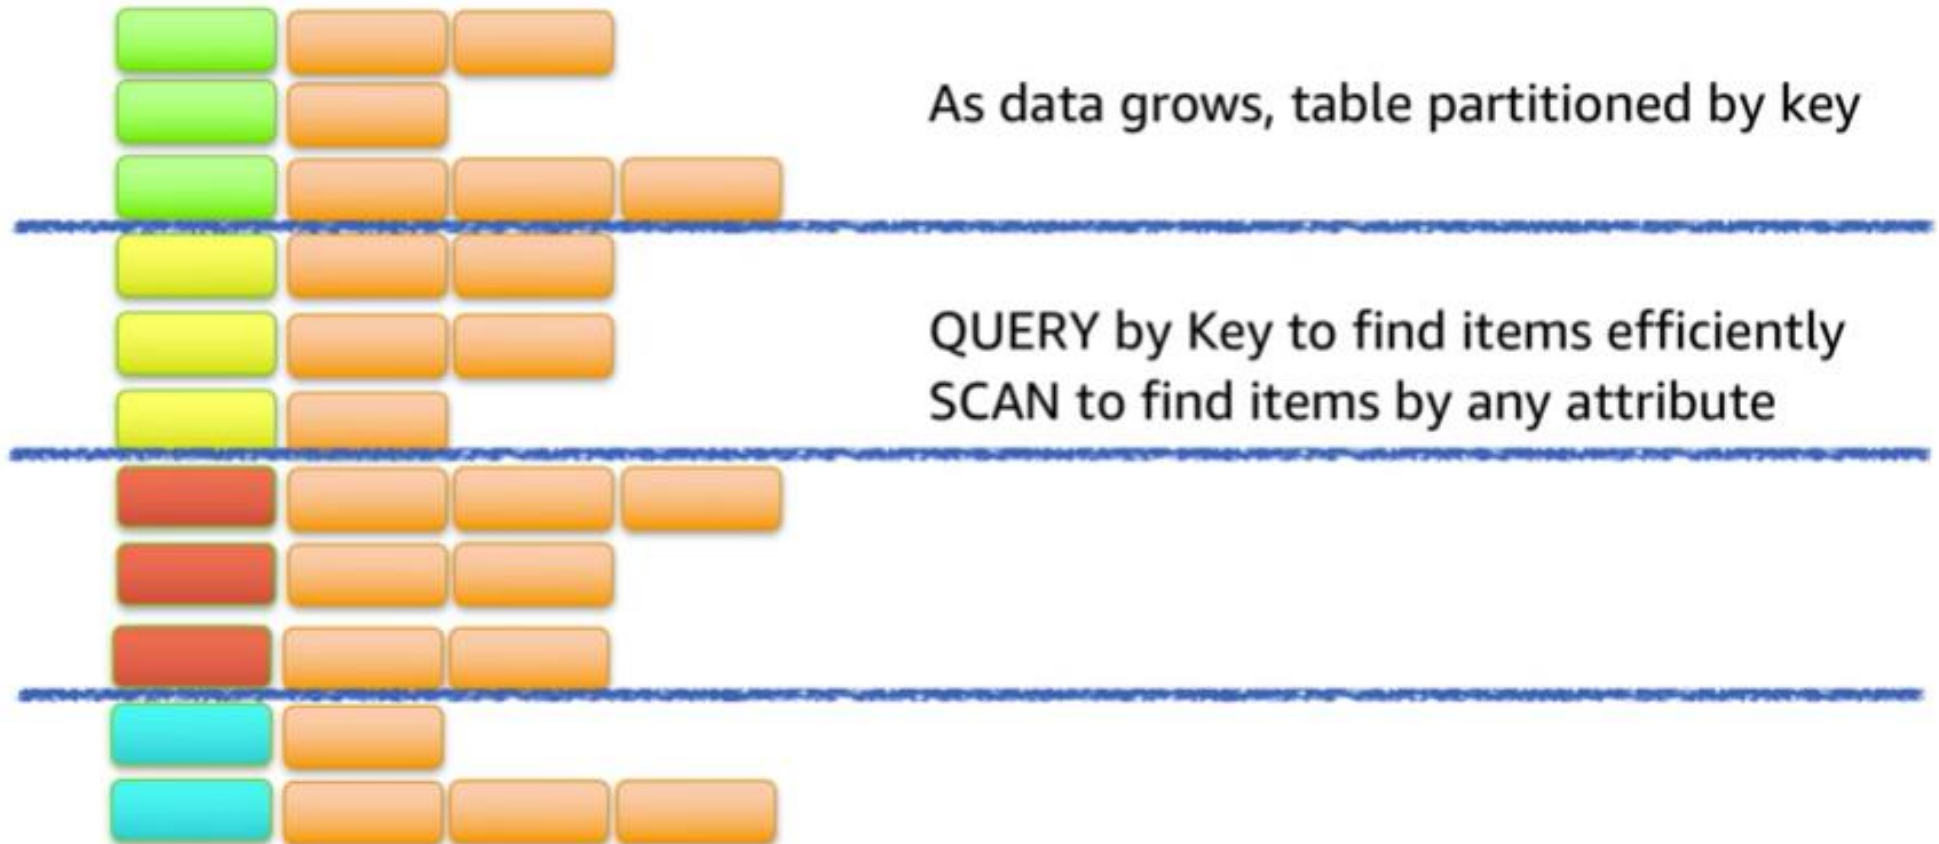 As data grows, table partitioned by key
QUERY by Key to find items efficiently
SCAN to find items by any attribute